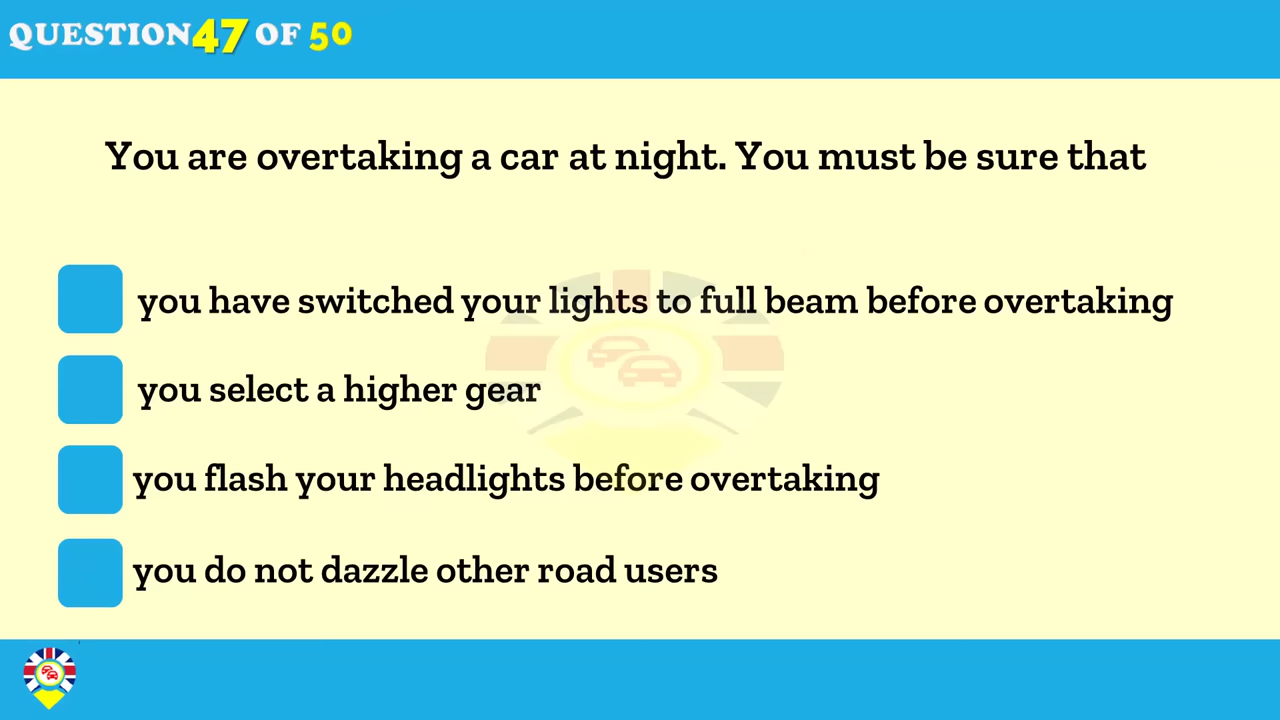 QUESTION 47 OF 50
You are overtaking a car at night. You must be sure that
you have switched your lights to full beam before overtaking
you select a higher gear
you flash your headlights before overtaking
you do not dazzle other road users